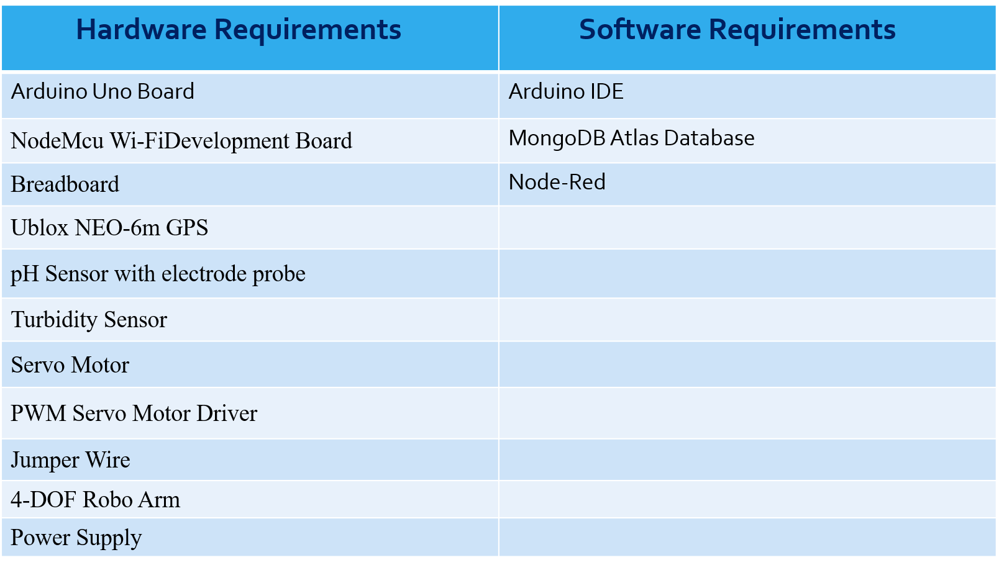 Hardware Requirements
Software Requirements
Arduino Uno Board
Arduino IDE
NodeMcu Wi-FiDevelopment Board
MongoDB Atlas Database
Breadboard
Node-Red
Ublox NEO-6m GPS
pH Sensor with electrode probe
Turbidity Sensor
Servo Motor
PWM Servo Motor Driver
Jumper Wire
4-DOF Robo Arm
Power Supply